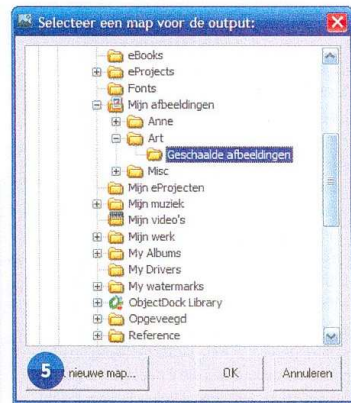 Selecteer een map voor de output:
eBooks
eProjects
Fonts
Mijn afbeeldingen
Anne
Art
Geschaalde afbeeldingen
Misc
Mijn eProjecten
Mijn muziek
Mijn video's
Mijn werk
My Albums
My Drivers
My watermarks
ObjectDock Library
Opgeveegd
Reference
5 nieuwe map... OK Annuleren